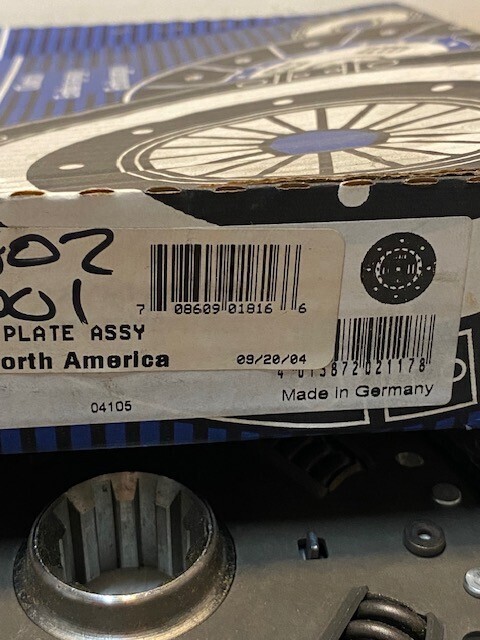 802
001
7 08609 01816 6
PLATE ASSY
orth America 09/20/04
4 013872 021178
Made in Germany
04105